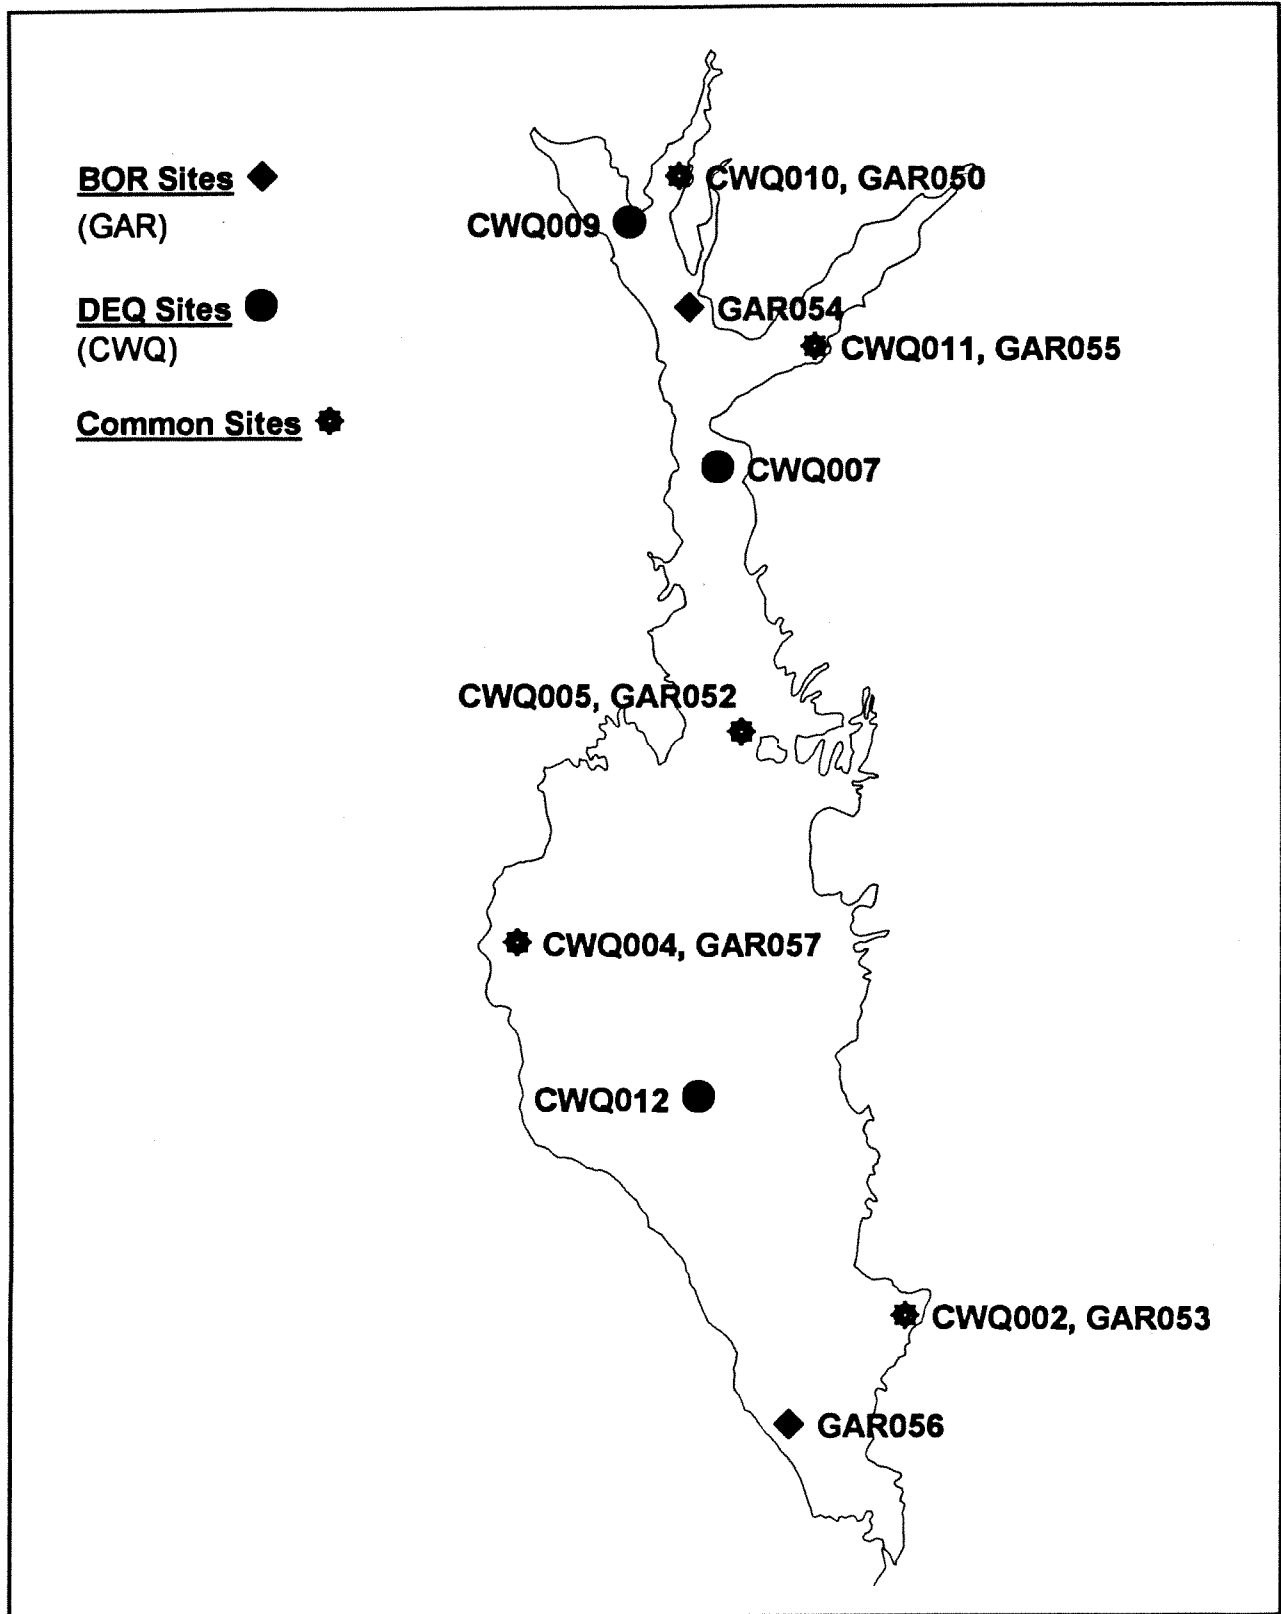 BOR Sites
(GAR)
DEQ Sites
(CWQ)
Common Sites
CWQ010, GAR050
CWQ009
GAR054
CWQ011, GAR055
CWQ007
CWQ005, GAR052
CWQ004, GAR057
CWQ012
CWQ002, GAR053
GAR056